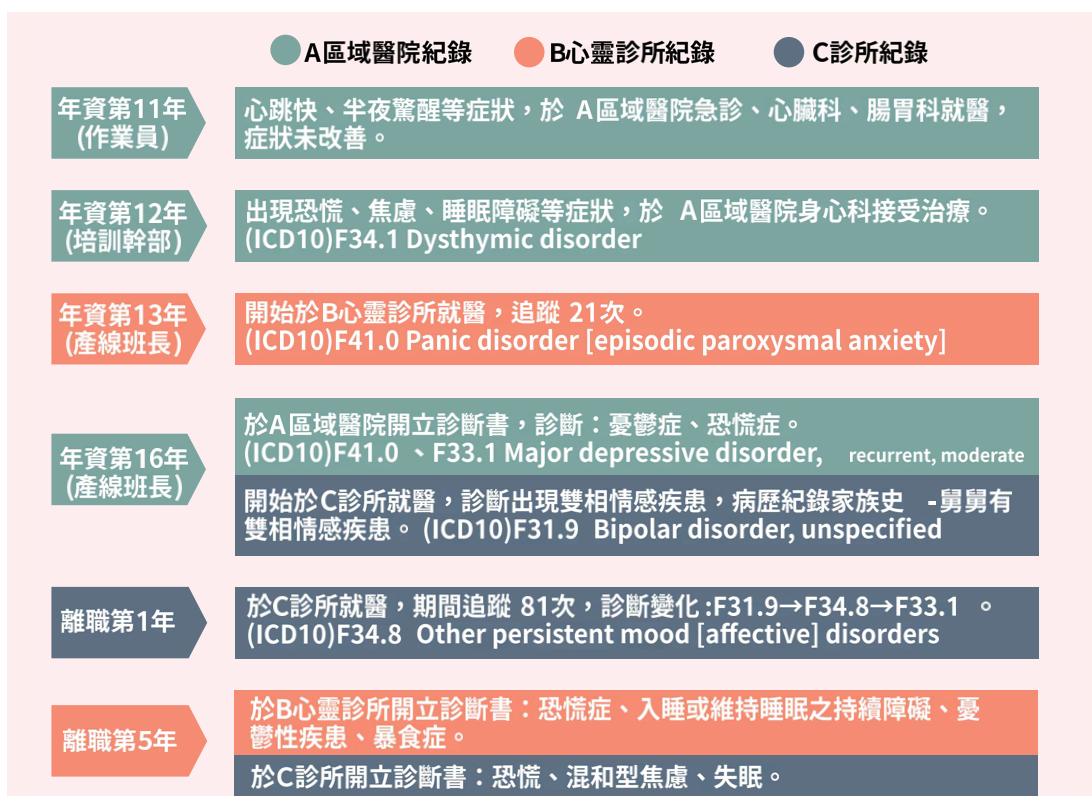 A區域醫院紀錄 B心靈診所紀錄 C診所紀錄
年資第11年
(作業員)
心跳快、半夜驚醒等症狀，於 A區域醫院急診、心臟科、腸胃科就醫，
症狀未改善。
年資第12年
(培訓幹部)
出現恐慌、焦慮、睡眠障礙等症狀，於 A區域醫院身心科接受治療。
(ICD10)F34.1 Dysthymic disorder
年資第13年
(產線班長)
開始於B心靈診所就醫，追蹤 21次。
(ICD10)F41.0 Panic disorder [episodic paroxysmal anxiety]
年資第16年
(產線班長)
於A區域醫院開立診斷書，診斷：憂鬱症、恐慌症。
(ICD10)F41.0 、F33.1 Major depressive disorder, recurrent, moderate
開始於C診所就醫，診斷出現雙相情感疾患，病歷紀錄家族史 -舅舅有
雙相情感疾患。(ICD10)F31.9 Bipolar disorder, unspecified
離職第1年
於C診所就醫，期間追蹤 81次，診斷變化:F31.9→F34.8→F33.1 。
(ICD10)F34.8 Other persistent mood [affective] disorders
離職第5年
於B心靈診所開立診斷書：恐慌症、入睡或維持睡眠之持續障礙、憂
鬱性疾患、暴食症。
於C診所開立診斷書：恐慌、混和型焦慮、失眠。